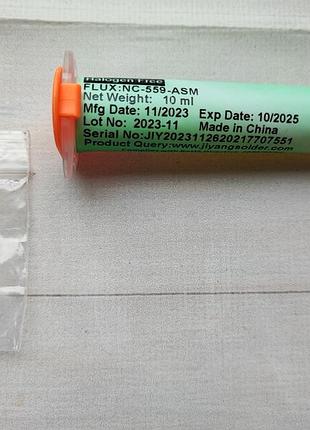 Halogen Free
FLUX:NC-559-ASM
Net Weight: 10 ml
Mfg Date: 11/2023 Exp Date: 10/2025
Lot No: 2023-11 Made in China
Serial No:JIY2023112620217707551
Product Query:www.jiyangsolder.com